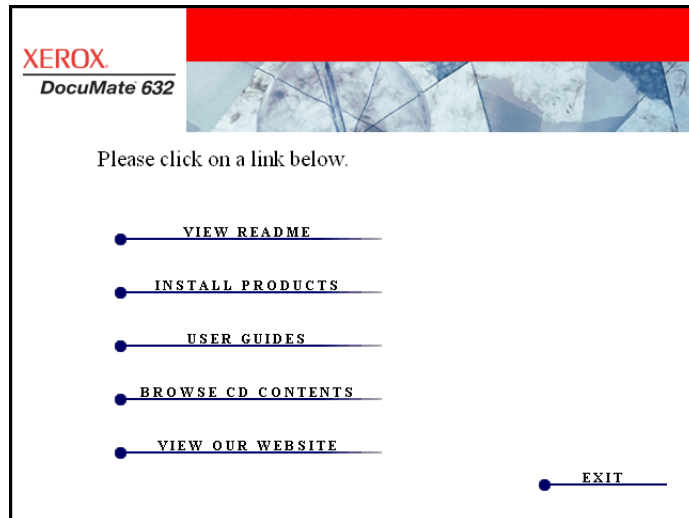 XEROX.
DocuMate 632
Please click on a link below.
VIEW README
INSTALL PRODUCTS
USER GUIDES
BROWSE CD CONTENTS
VIEW OUR WEBSITE
EXIT